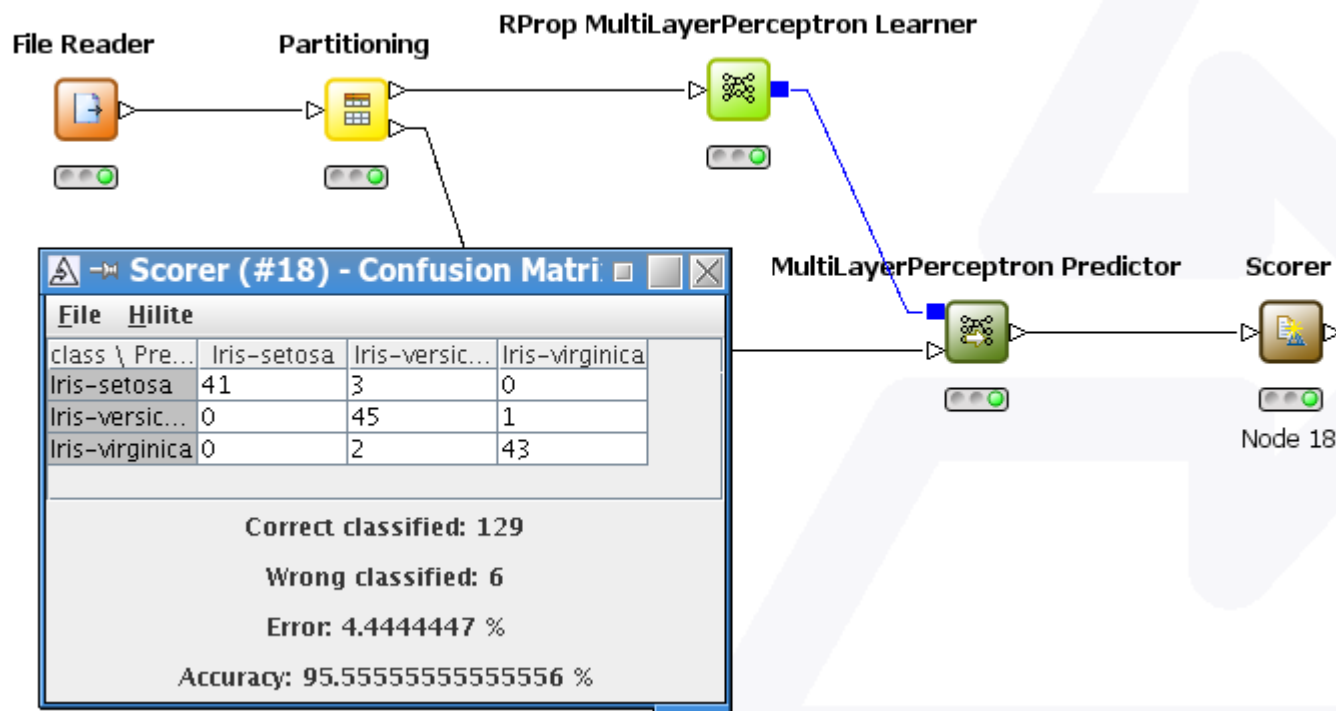 RProp MultiLayerPerceptron Learner
File Reader
Partitioning
Scorer (#18) - Confusion Matri
MultiLayerPerceptron Predictor
Scorer
File Hilite
class \ Pre... Iris-setosa Iris-versic... Iris-virginica
Iris-setosa 41 3 0
Iris-versic... 0 45 1
Iris-virginica 0 2 43
Node 18
Correct classified: 129
Wrong classified: 6
Error: 4.4444447 %
Accuracy: 95.55555555555556 %